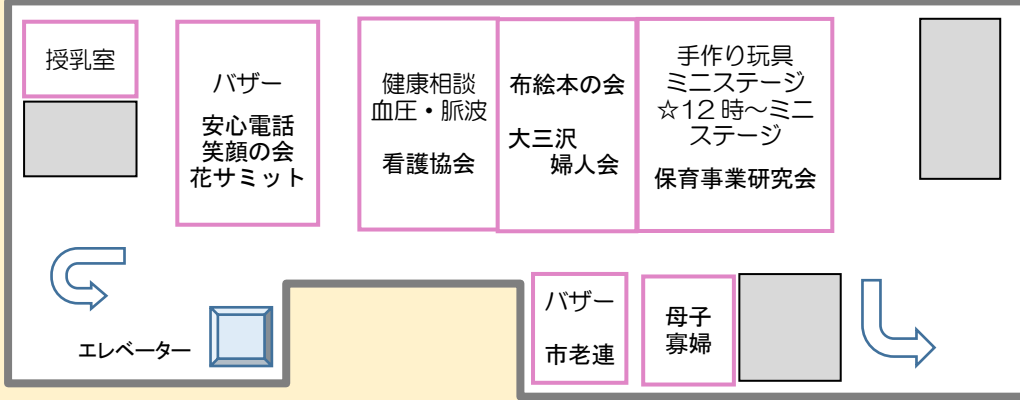 授乳室
バザー
安心電話
笑顔の会
花サミット
健康相談
血圧・脈波
看護協会
布絵本の会
大三沢
婦人会
手作り玩具
ミニステージ
☆12時～ミニ
ステージ
保育事業研究会
エレベーター
バザー
市老連
母子
寡婦